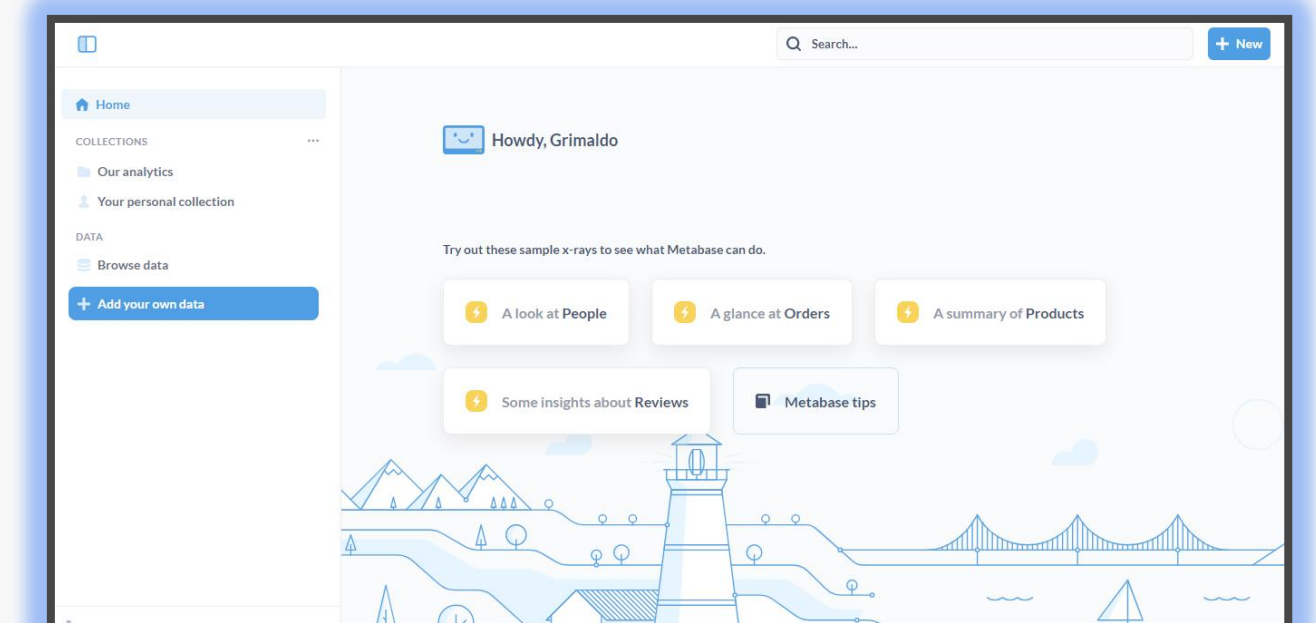 Search...
+ New
Home
COLLECTIONS
...
Our analytics
Your personal collection
DATA
Browse data
+ Add your own data
Howdy, Grimaldo
Try out these sample x-rays to see what Metabase can do.
A look at People
A glance at Orders
A summary of Products
Some insights about Reviews
Metabase tips